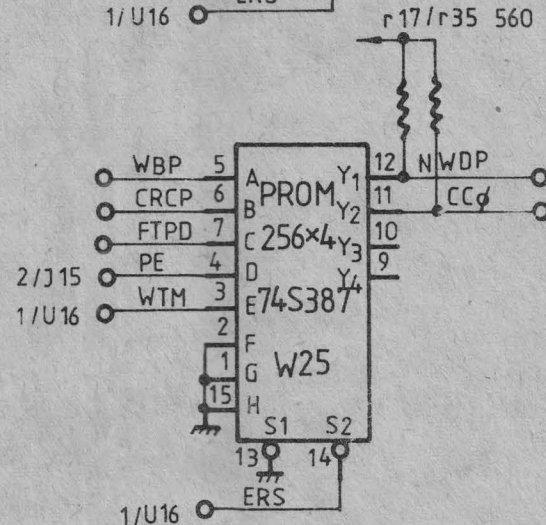 1/U16
r17/r35 560
WBP 5 A PROM Y1 12 NWDP
CRCP 6 B Y2 11 CCφ
FTPD 7 C 256×4 Y3 10
2/J15 PE 4 D Y4 9
1/U16 WTM 3 E 74S387
2 F
1 G W25
15 H
S1 S2
13 14
1/U16 ERS